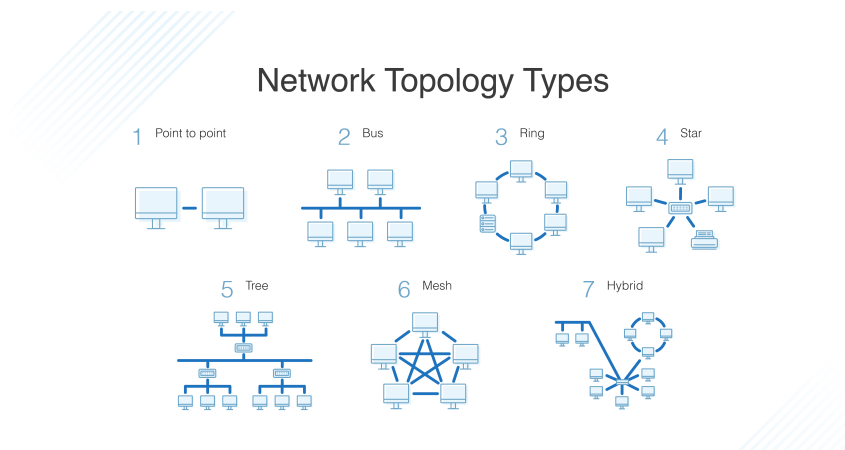 Network Topology Types
1 Point to point
2 Bus
3 Ring
4 Star
5 Tree
6 Mesh
7 Hybrid